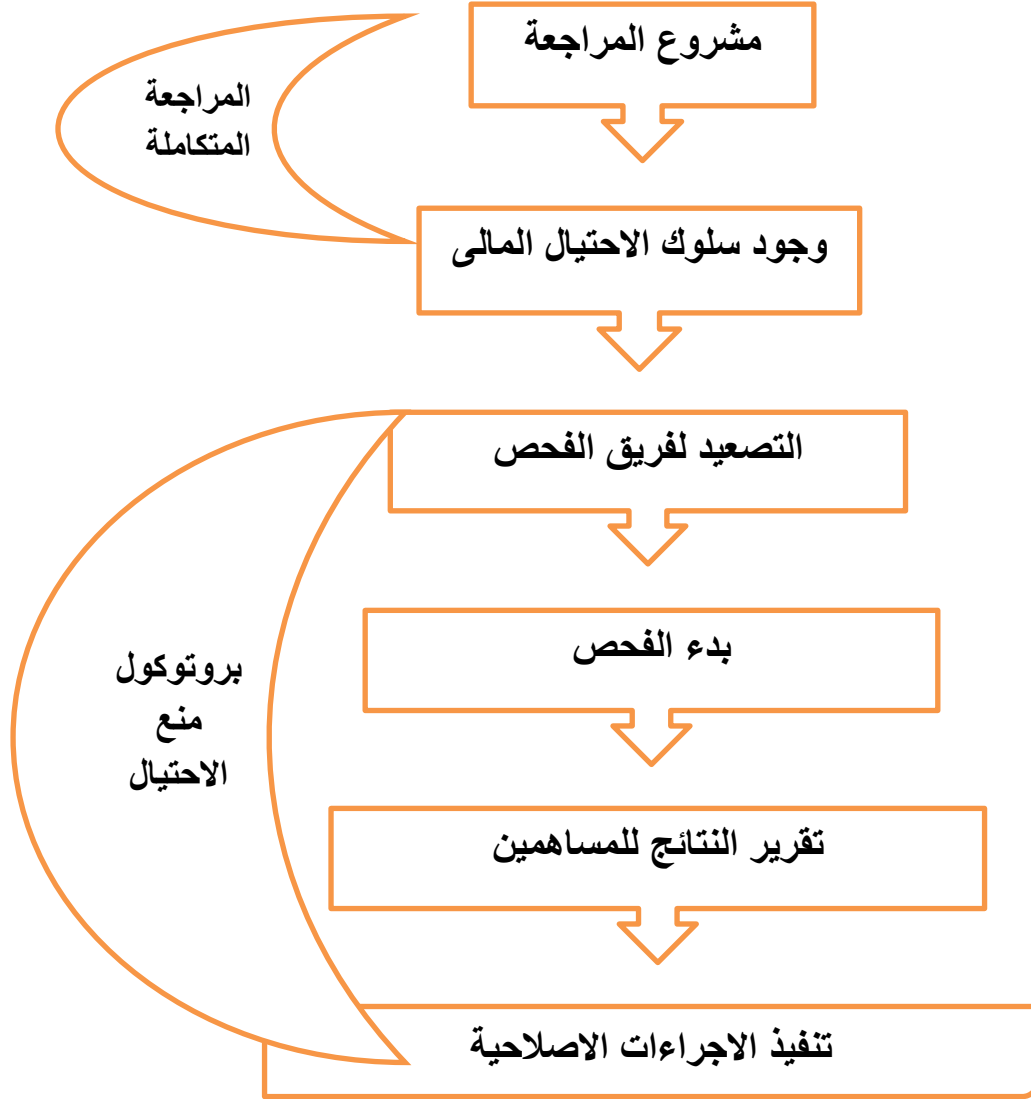 مشروع المراجعة
المراجعة
المتكاملة
وجود سلوك الاحتيال المالى
التصعيد لفريق الفحص
بدء الفحص
بروتوكول
منع
الاحتيال
تقرير النتائج للمساهمين
تنفيذ الاجراءات الاصلاحية